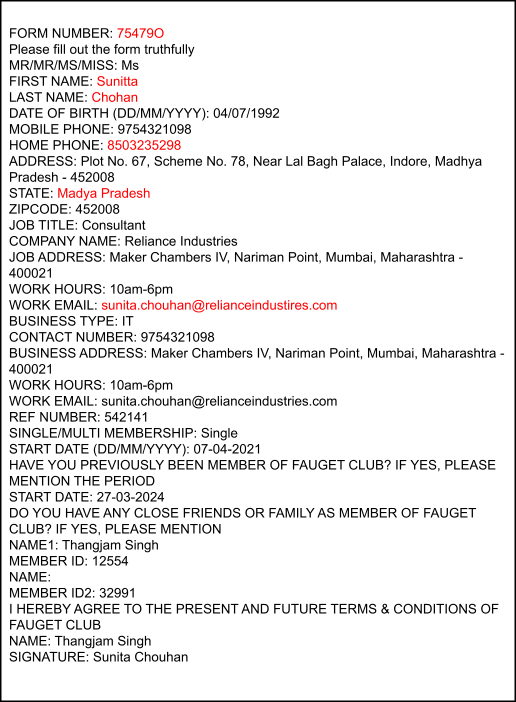 FORM NUMBER: 75479O
Please fill out the form truthfully
MR/MR/MS/MISS: Ms
FIRST NAME: Sunitta
LAST NAME: Chohan
DATE OF BIRTH (DD/MM/YYYY): 04/07/1992
MOBILE PHONE: 9754321098
HOME PHONE: 8503235298
ADDRESS: Plot No. 67, Scheme No. 78, Near Lal Bagh Palace, Indore, Madhya
Pradesh - 452008
STATE: Madya Pradesh
ZIPCODE: 452008
JOB TITLE: Consultant
COMPANY NAME: Reliance Industries
JOB ADDRESS: Maker Chambers IV, Nariman Point, Mumbai, Maharashtra -
400021
WORK HOURS: 10am-6pm
WORK EMAIL: sunita.chouhan@relianceindustires.com
BUSINESS TYPE: IT
CONTACT NUMBER: 9754321098
BUSINESS ADDRESS: Maker Chambers IV, Nariman Point, Mumbai, Maharashtra -
400021
WORK HOURS: 10am-6pm
WORK EMAIL: sunita.chouhan@relianceindustries.com
REF NUMBER: 542141
SINGLE/MULTI MEMBERSHIP: Single
START DATE (DD/MM/YYYY): 07-04-2021
HAVE YOU PREVIOUSLY BEEN MEMBER OF FAUGET CLUB? IF YES, PLEASE
MENTION THE PERIOD
START DATE: 27-03-2024
DO YOU HAVE ANY CLOSE FRIENDS OR FAMILY AS MEMBER OF FAUGET
CLUB? IF YES, PLEASE MENTION
NAME1: Thangjam Singh
MEMBER ID: 12554
NAME:
MEMBER ID2: 32991
I HEREBY AGREE TO THE PRESENT AND FUTURE TERMS & CONDITIONS OF
FAUGET CLUB
NAME: Thangjam Singh
SIGNATURE: Sunita Chouhan